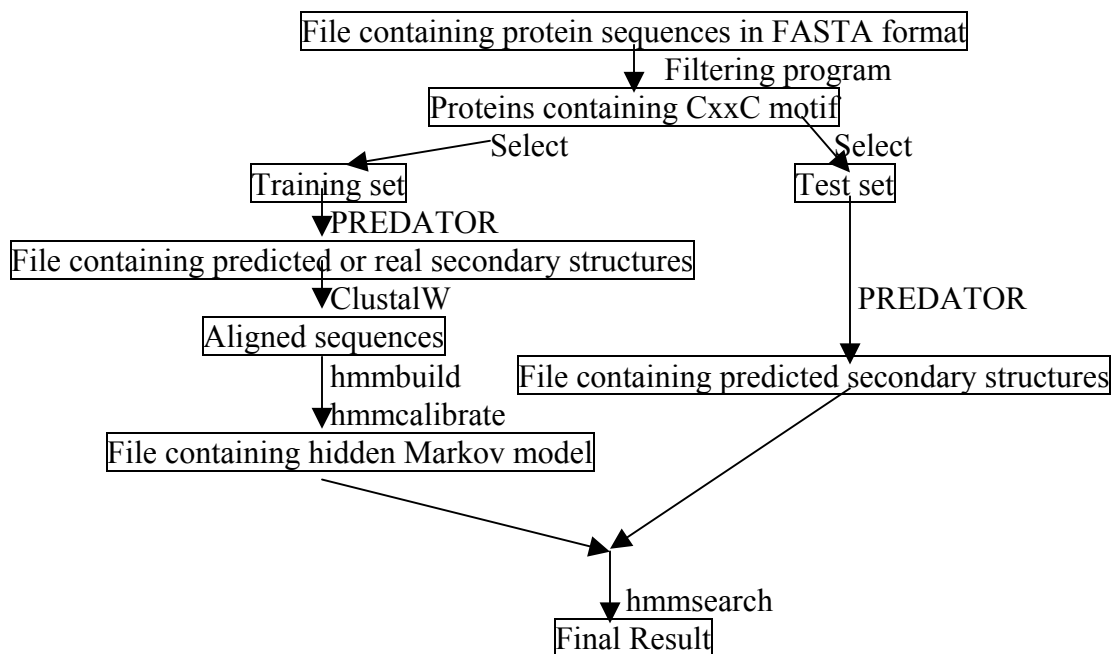 File containing protein sequences in FASTA format
Filtering program
Proteins containing CxxC motif
Select
Select
Training set
Test set
PREDATOR
File containing predicted or real secondary structures
ClustalW
PREDATOR
Aligned sequences
hmmbuild
File containing predicted secondary structures
hmmcalibrate
File containing hidden Markov model
hmmsearch
Final Result